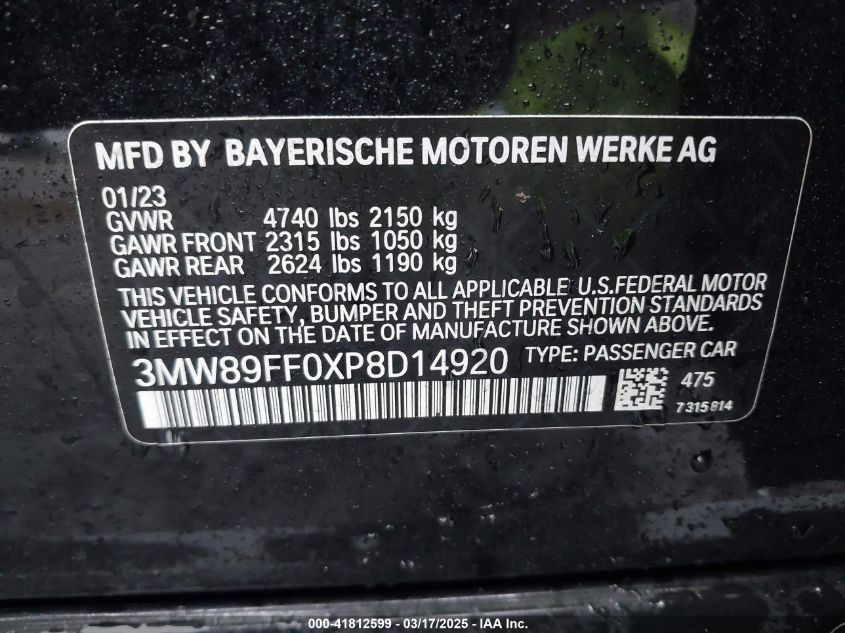 MFD BY BAYERISCHE MOTOREN WERKE AG
01/23
GVWR 4740 lbs 2150 kg
GAWR FRONT 2315 lbs 1050 kg
GAWR REAR 2624 lbs 1190 kg
THIS VEHICLE CONFORMS TO ALL APPLICABLE U.S.FEDERAL MOTOR
VEHICLE SAFETY, BUMPER AND THEFT PREVENTION STANDARDS
IN EFFECT ON THE DATE OF MANUFACTURE SHOWN ABOVE.
3MW89FF0XP8D14920 TYPE: PASSENGER CAR
475
7315814
000-41812599 - 03/17/2025 - IAA Inc.